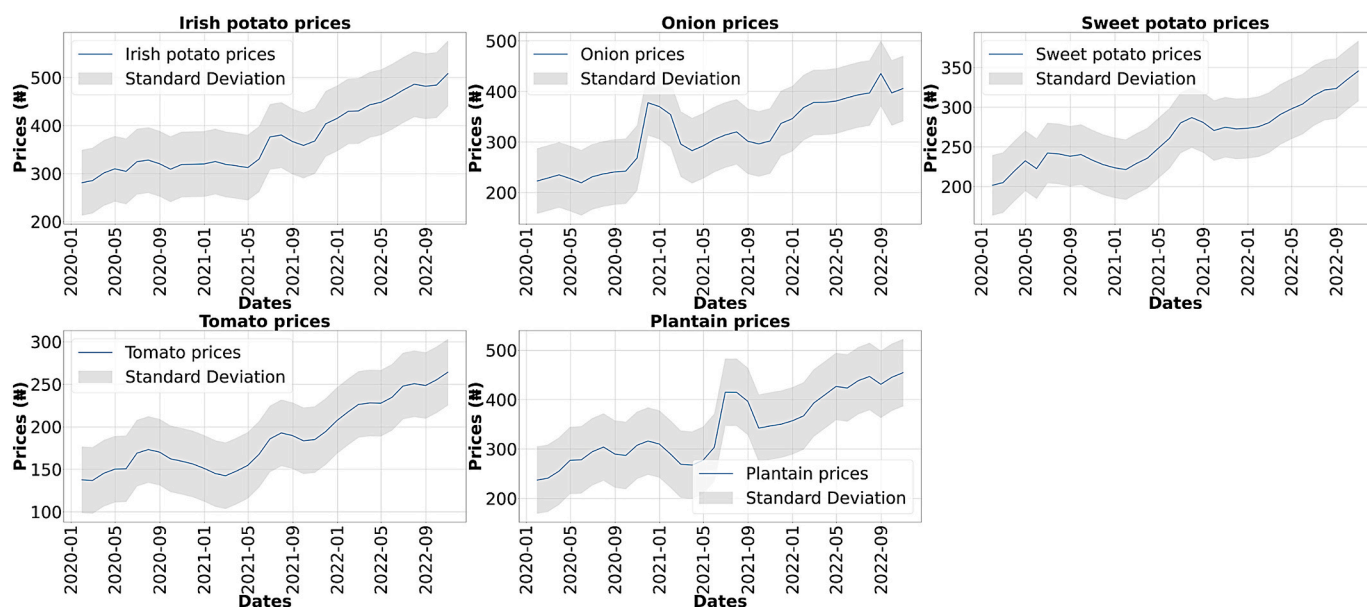 Irish potato prices
Prices (₦)
500
400
300
200
Irish potato prices
Standard Deviation
2020-01
2020-05
2020-09
2021-01
2021-05
2021-09
2022-01
2022-05
2022-09
Dates
Onion prices
Prices (₦)
500
400
300
200
Onion prices
Standard Deviation
2020-01
2020-05
2020-09
2021-01
2021-05
2021-09
2022-01
2022-05
2022-09
Dates
Sweet potato prices
Prices (₦)
350
300
250
200
Sweet potato prices
Standard Deviation
2020-01
2020-05
2020-09
2021-01
2021-05
2021-09
2022-01
2022-05
2022-09
Dates
Tomato prices
Prices (₦)
300
250
200
150
100
Tomato prices
Standard Deviation
2020-01
2020-05
2020-09
2021-01
2021-05
2021-09
2022-01
2022-05
2022-09
Dates
Plantain prices
Prices (₦)
500
400
300
200
Plantain prices
Standard Deviation
2020-01
2020-05
2020-09
2021-01
2021-05
2021-09
2022-01
2022-05
2022-09
Dates